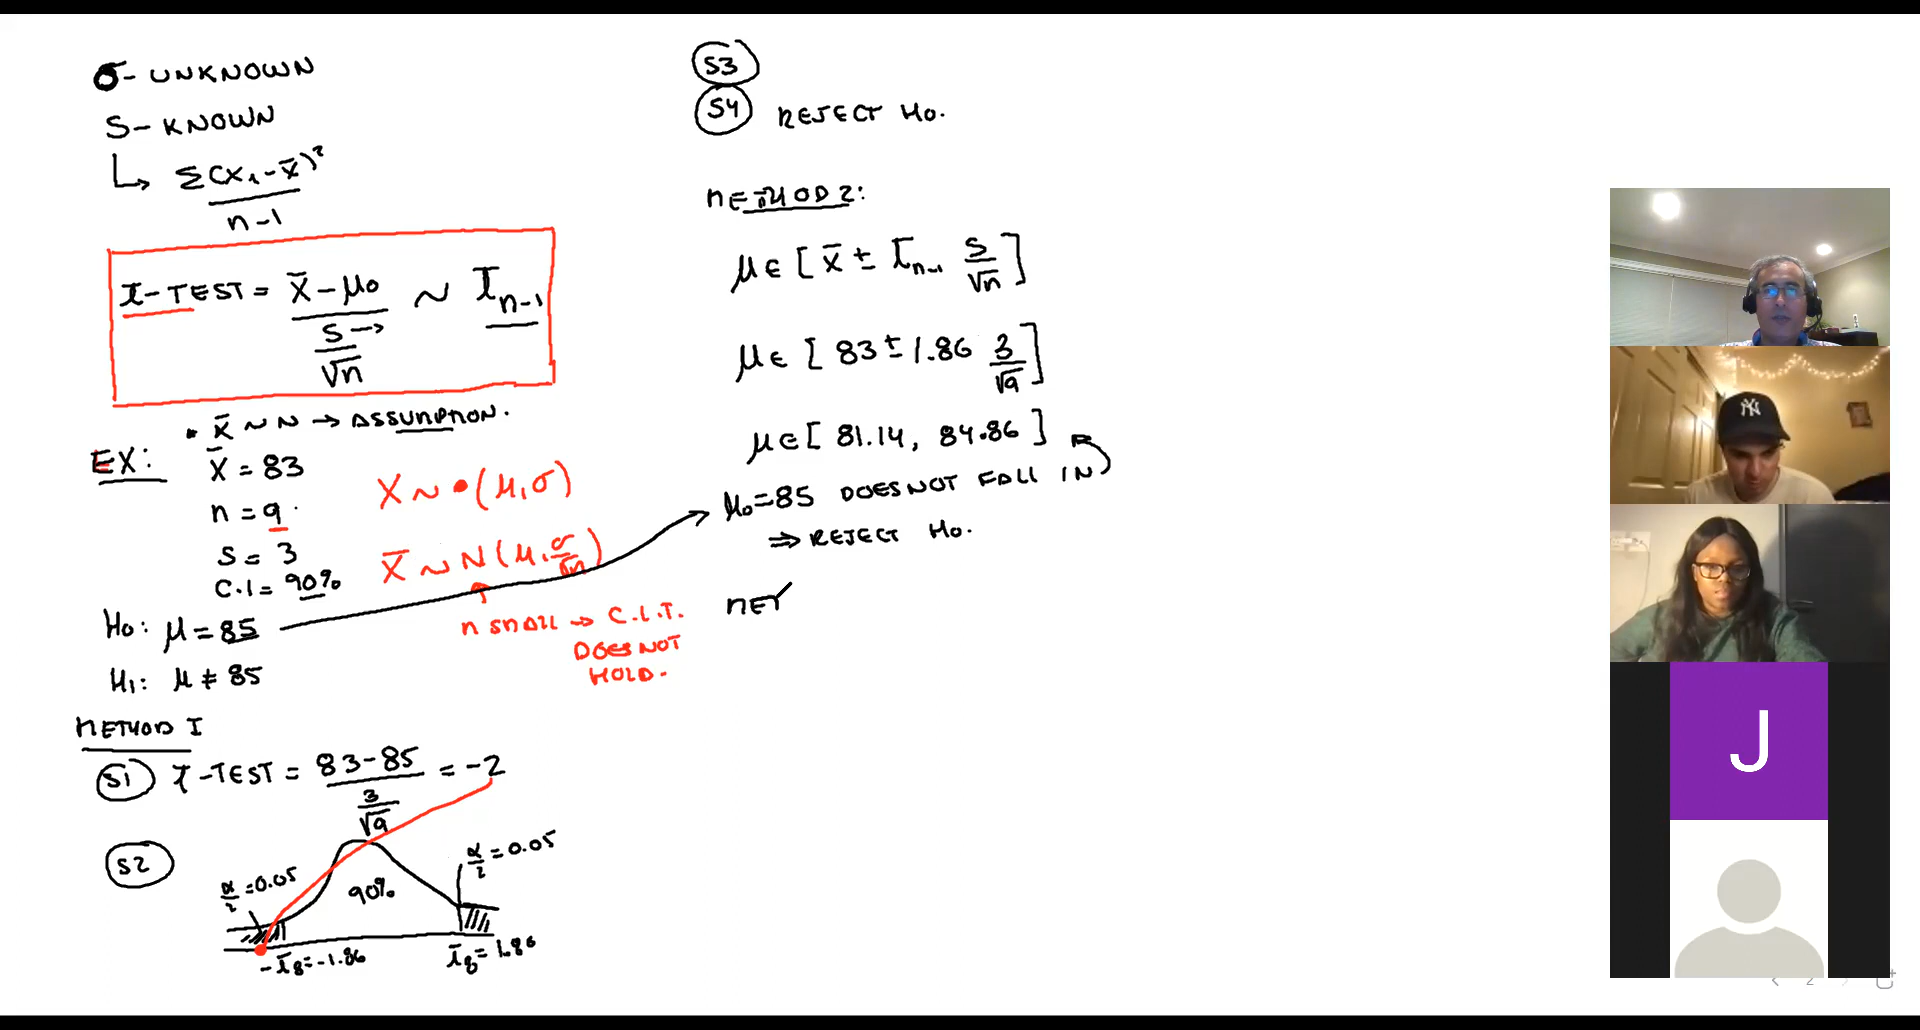 σ- UNKNOWN
S- KNOWN
↳ Σ(Xi-X̄)²
n-1
T-TEST = X̄-μ0 ~ Tn-1
S →
√n
• X̄ ~ N → ASSUMPTION.
EX:
X̄ = 83
n = 9
S = 3
C.I = 90%
X ~ •(μ,σ)
X̄ ~ N(μ,σ/√n)
n SMALL → C.L.T.
DOES NOT
HOLD.
H0: μ = 85
H1: μ ≠ 85
METHOD I
S1 T-TEST = 83-85 = -2
3
√9
S2
α/2 = 0.05
90%
α/2 = 0.05
-T8 = -1.86
T8 = 1.86
S3
S4 REJECT H0.
METHOD 2:
μ ∈ [ X̄ ± Tn-1 S/√n ]
μ ∈ [ 83 ± 1.86 3/√9 ]
μ ∈ [ 81.14, 84.86 ]
μ0=85 DOES NOT FALL IN
⇒ REJECT H0.
MET
NY
J
2